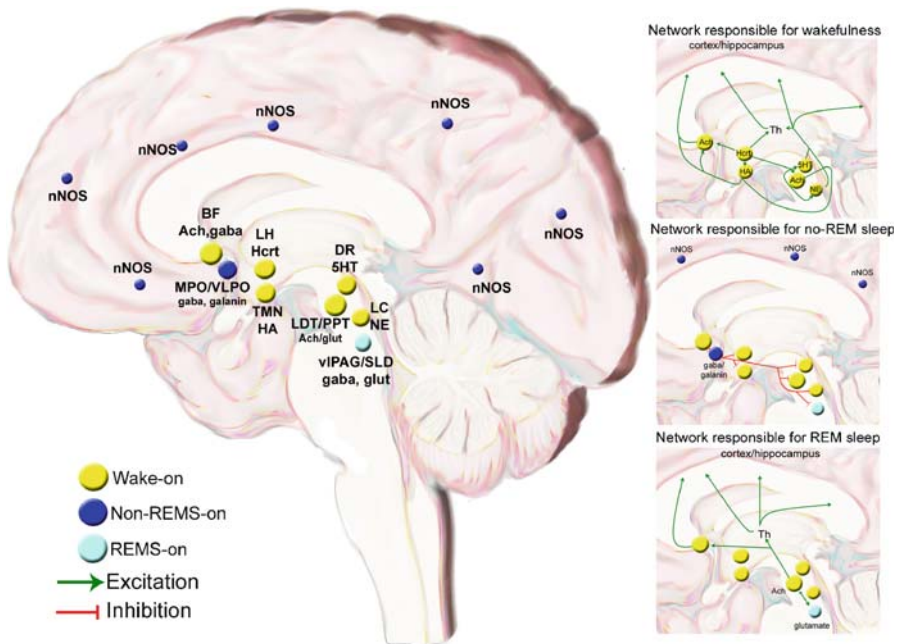 nNOS
nNOS
nNOS
nNOS
nNOS
nNOS
nNOS
nNOS
BF
Ach,gaba
MPO/VLPO
gaba, galanin
LH
Hcrt
TMN
HA
DR
5HT
LDT/PPT
Ach/glut
LC
NE
vlPAG/SLD
gaba, glut
Wake-on
Non-REMS-on
REMS-on
Excitation
Inhibition
Network responsible for wakefulness
cortex/hippocampus
Th
Ach
Hcrt
HA
5HT
Ach
NE
Network responsible for no-REM sleep
nNOS
nNOS
nNOS
gaba/
galanin
Network responsible for REM sleep
cortex/hippocampus
Th
Ach
glutamate